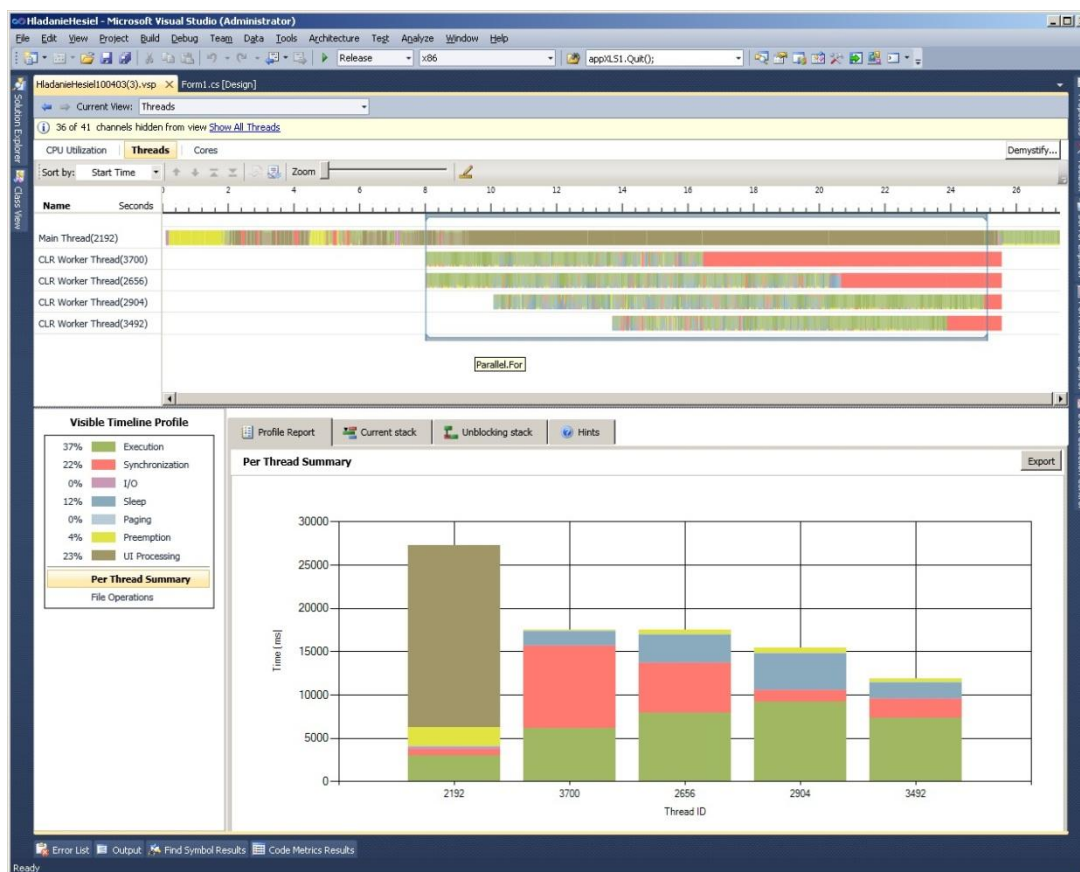 HladanieHesiel - Microsoft Visual Studio (Administrator)
File Edit View Project Build Debug Team Data Tools Architecture Test Analyze Window Help
Release x86 appXLS1.Quit();
HladanieHesiel100403(3).vsp Form1.cs [Design]
Solution Explorer
Class View
Current View: Threads
36 of 41 channels hidden from view Show All Threads
CPU Utilization Threads Cores Demystify...
Sort by: Start Time Zoom
2 4 6 8 10 12 14 16 18 20 22 24 26
Name Seconds
Main Thread(2192)
CLR Worker Thread(3700)
CLR Worker Thread(2656)
CLR Worker Thread(2904)
CLR Worker Thread(3492)
Parallel.For
Visible Timeline Profile
37% Execution
22% Synchronization
0% I/O
12% Sleep
0% Paging
4% Preemption
23% UI Processing
Per Thread Summary
File Operations
Profile Report Current stack Unblocking stack Hints
Per Thread Summary Export
30000
25000
20000
15000
10000
5000
0
Time [ms]
2192 3700 2656 2904 3492
Thread ID
Error List Output Find Symbol Results Code Metrics Results
Ready